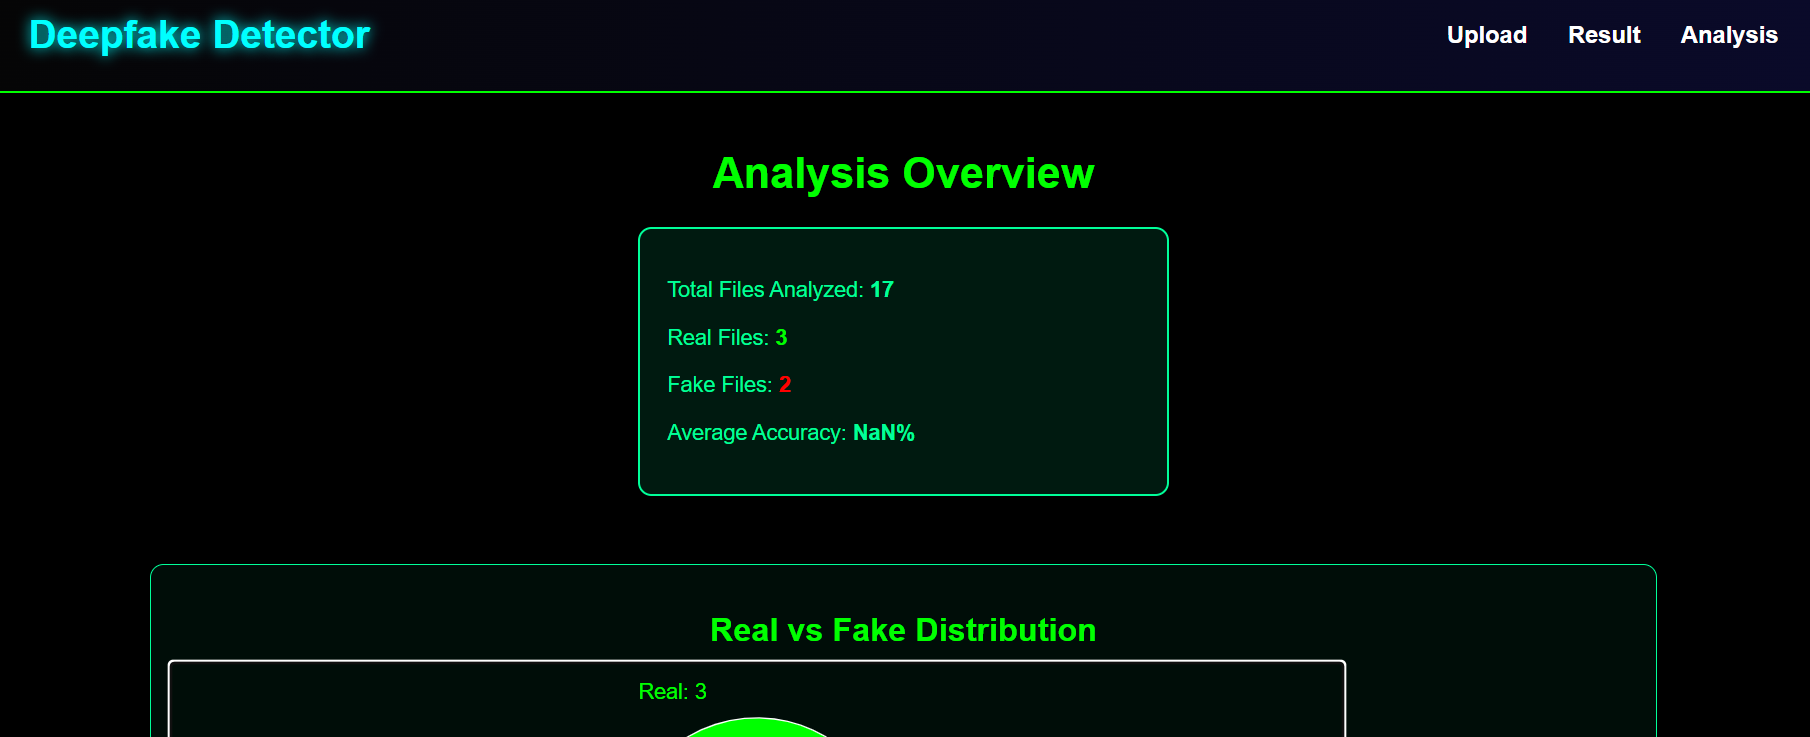 Deepfake Detector
Upload Result Analysis
Analysis Overview
Total Files Analyzed: 17
Real Files: 3
Fake Files: 2
Average Accuracy: NaN%
Real vs Fake Distribution
Real: 3